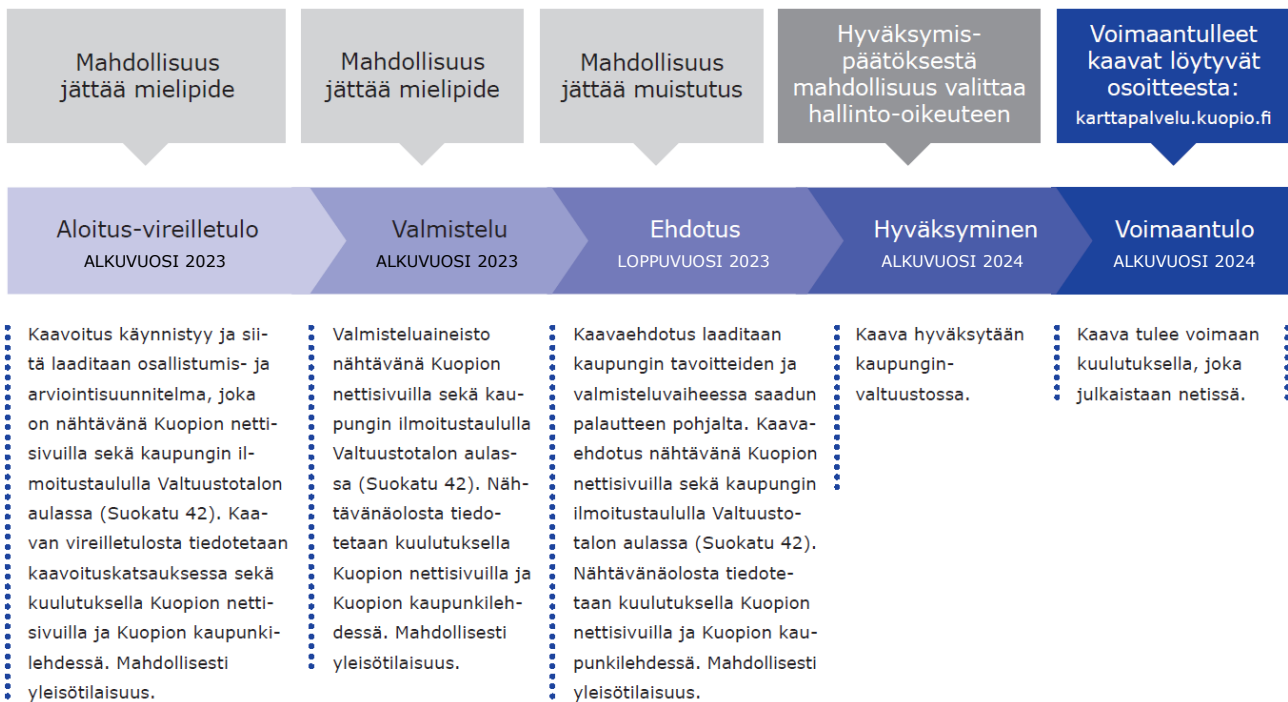 Mahdollisuus
jättää mielipide
Mahdollisuus
jättää mielipide
Mahdollisuus
jättää muistutus
Hyväksymis-
päätöksestä
mahdollisuus valittaa
hallinto-oikeuteen
Voimaantulleet
kaavat löytyvät
osoitteesta:
karttapalvelu.kuopio.fi
Aloitus-vireilletulo
ALKUVUOSI 2023
Valmistelu
ALKUVUOSI 2023
Ehdotus
LOPPUVUOSI 2023
Hyväksyminen
ALKUVUOSI 2024
Voimaantulo
ALKUVUOSI 2024
Kaavoitus käynnistyy ja sii-
tä laaditaan osallistumis- ja
arviointisuunnitelma, joka
on nähtävänä Kuopion netti-
sivuilla sekä kaupungin il-
moitustaululla Valtuustotalon
aulassa (Suokatu 42). Kaa-
van vireilletulosta tiedotetaan
kaavoituskatsauksessa sekä
kuulutuksella Kuopion netti-
sivuilla ja Kuopion kaupunki-
lehdessä. Mahdollisesti
yleisötilaisuus.
Valmisteluaineisto
nähtävänä Kuopion
nettisivuilla sekä kau-
pungin ilmoitustaululla
Valtuustotalon aulas-
sa (Suokatu 42). Näh-
tävänäolosta tiedo-
tetaan kuulutuksella
Kuopion nettisivuilla ja
Kuopion kaupunkileh-
dessä. Mahdollisesti
yleisötilaisuus.
Kaavaehdotus laaditaan
kaupungin tavoitteiden ja
valmisteluvaiheessa saadun
palautteen pohjalta. Kaava-
ehdotus nähtävänä Kuopion
nettisivuilla sekä kaupungin
ilmoitustaululla Valtuusto-
talon aulassa (Suokatu 42).
Nähtävänäolosta tiedote-
taan kuulutuksella Kuopion
nettisivuilla ja Kuopion kau-
punkilehdessä. Mahdollisesti
yleisötilaisuus.
Kaava hyväksytään
kaupungin-
valtuustossa.
Kaava tulee voimaan
kuulutuksella, joka
julkaistaan netissä.